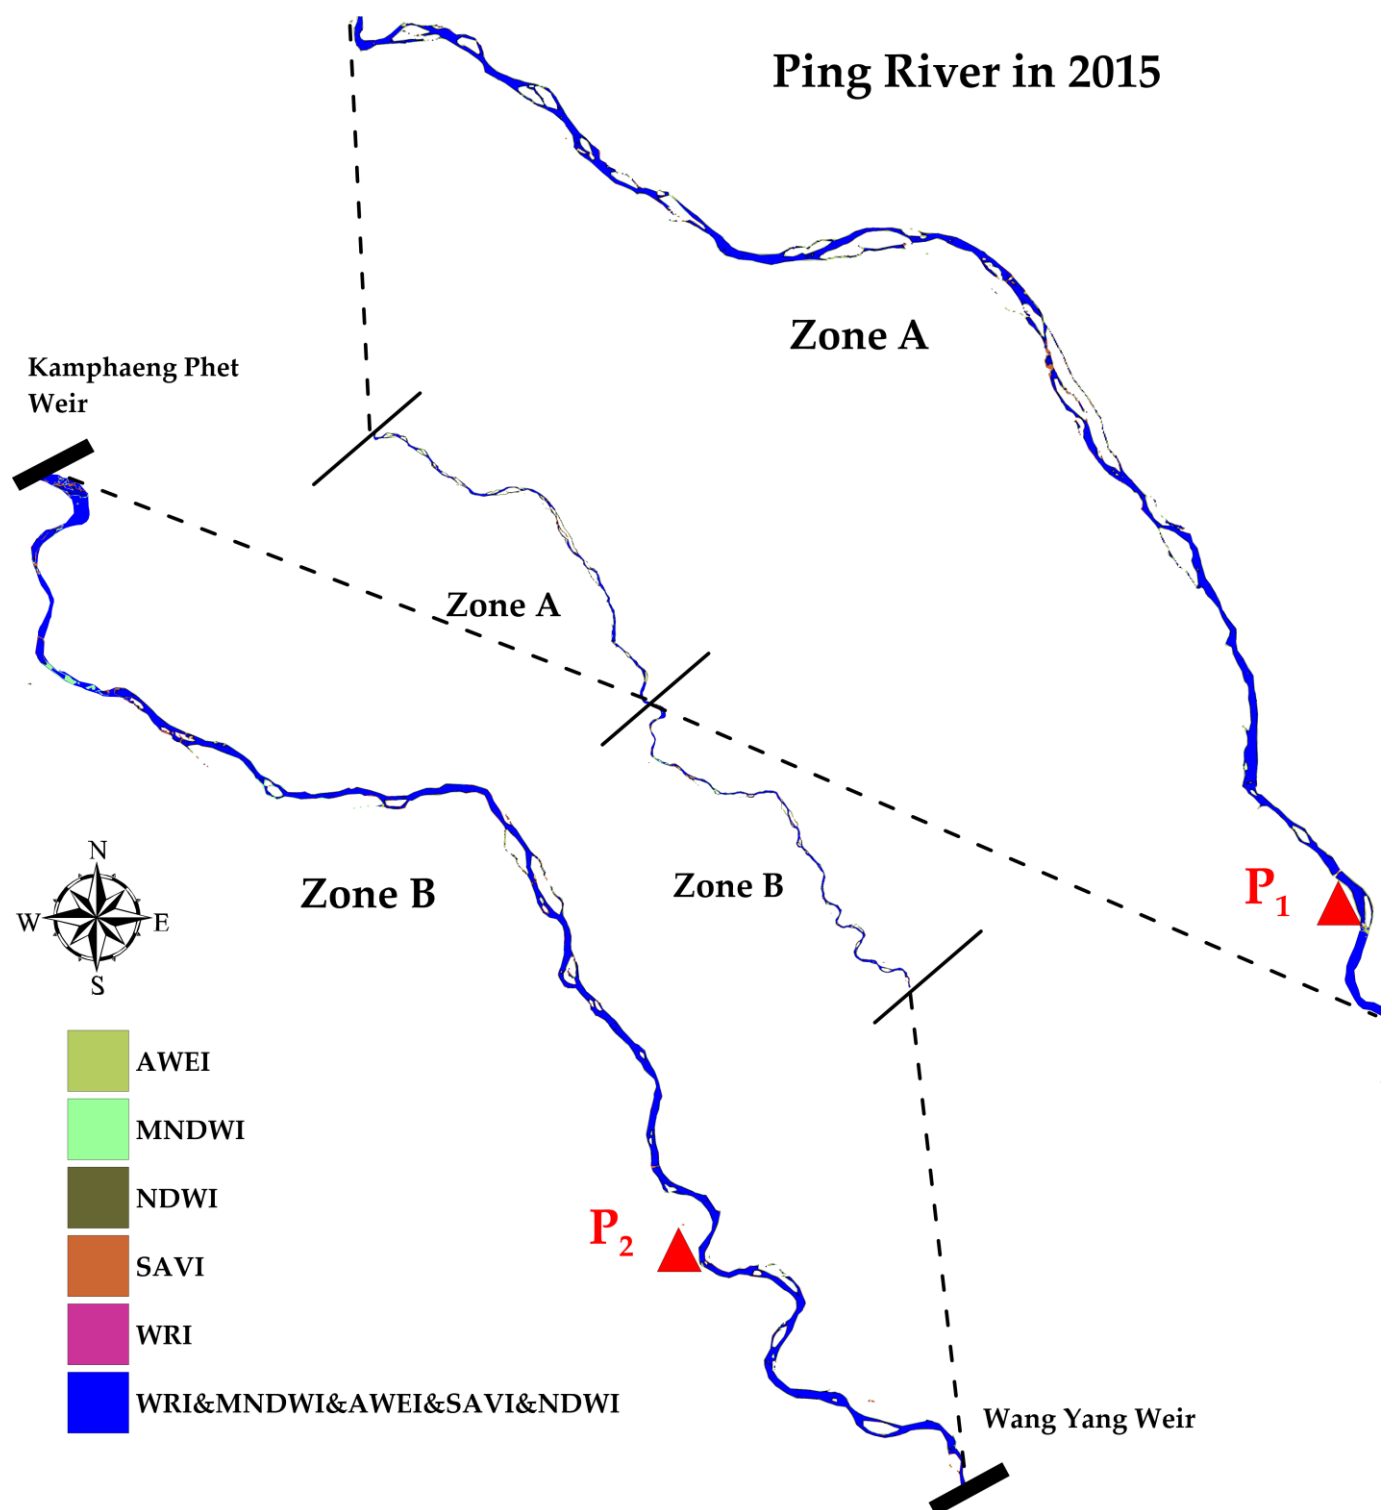 Ping River in 2015
Zone A
Kamphaeng Phet
Weir
Zone A
Zone B
Zone B
P1
N
W E
S
AWEI
MNDWI
NDWI
SAVI
WRI
WRI&MNDWI&AWEI&SAVI&NDWI
P2
Wang Yang Weir